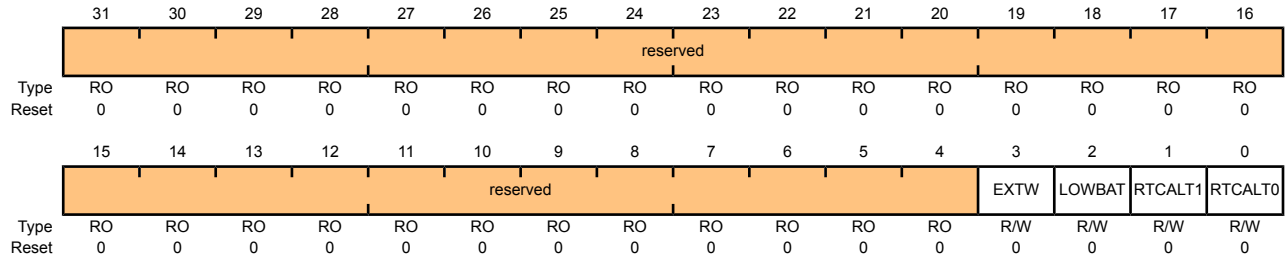 31 30 29 28 27 26 25 24 23 22 21 20 19 18 17 16
reserved
Type RO RO RO RO RO RO RO RO RO RO RO RO RO RO RO RO
Reset 0 0 0 0 0 0 0 0 0 0 0 0 0 0 0 0
15 14 13 12 11 10 9 8 7 6 5 4 3 2 1 0
reserved EXTW LOWBAT RTCALT1 RTCALT0
Type RO RO RO RO RO RO RO RO RO RO RO RO R/W R/W R/W R/W
Reset 0 0 0 0 0 0 0 0 0 0 0 0 0 0 0 0